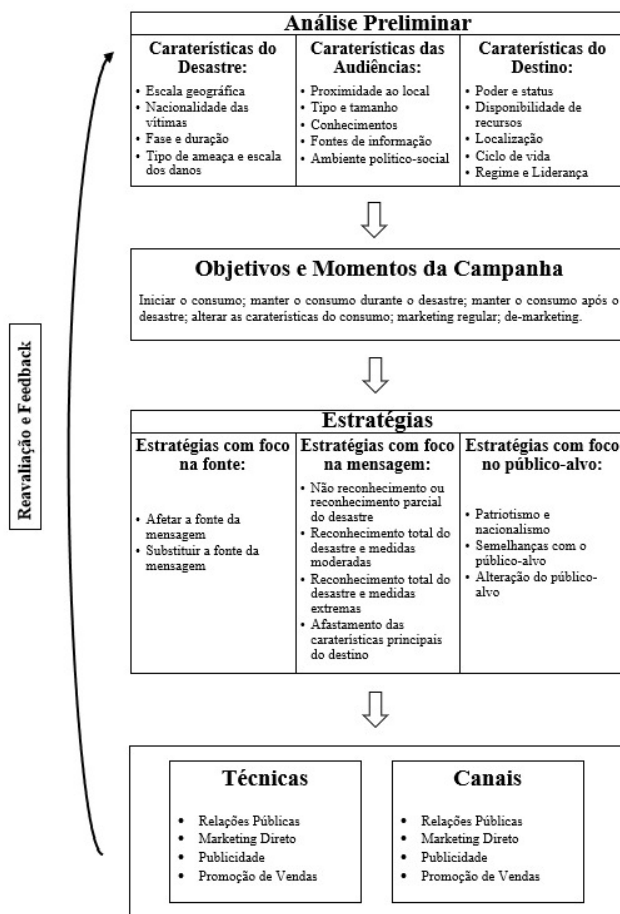 Análise Preliminar
Caraterísticas do
Desastre:
• Escala geográfica
• Nacionalidade das
vítimas
• Fase e duração
• Tipo de ameaça e escala
dos danos
Caraterísticas das
Audiências:
• Proximidade ao local
• Tipo e tamanho
• Conhecimentos
• Fontes de informação
• Ambiente político-social
Caraterísticas do
Destino:
• Poder e status
• Disponibilidade de
recursos
• Localização
• Ciclo de vida
• Regime e Liderança
Objetivos e Momentos da Campanha
Iniciar o consumo; manter o consumo durante o desastre; manter o consumo após o
desastre; alterar as caraterísticas do consumo; marketing regular; de-marketing.
Reavaliação e Feedback
Estratégias
Estratégias com foco
na fonte:
• Afetar a fonte da
mensagem
• Substituir a fonte da
mensagem
Estratégias com foco
na mensagem:
• Não reconhecimento ou
reconhecimento parcial
do desastre
• Reconhecimento total do
desastre e medidas
moderadas
• Reconhecimento total do
desastre e medidas
extremas
• Afastamento das
caraterísticas principais
do destino
Estratégias com foco
no público-alvo:
• Patriotismo e
nacionalismo
• Semelhanças com o
público-alvo
• Alteração do público-
alvo
Técnicas
• Relações Públicas
• Marketing Direto
• Publicidade
• Promoção de Vendas
Canais
• Relações Públicas
• Marketing Direto
• Publicidade
• Promoção de Vendas